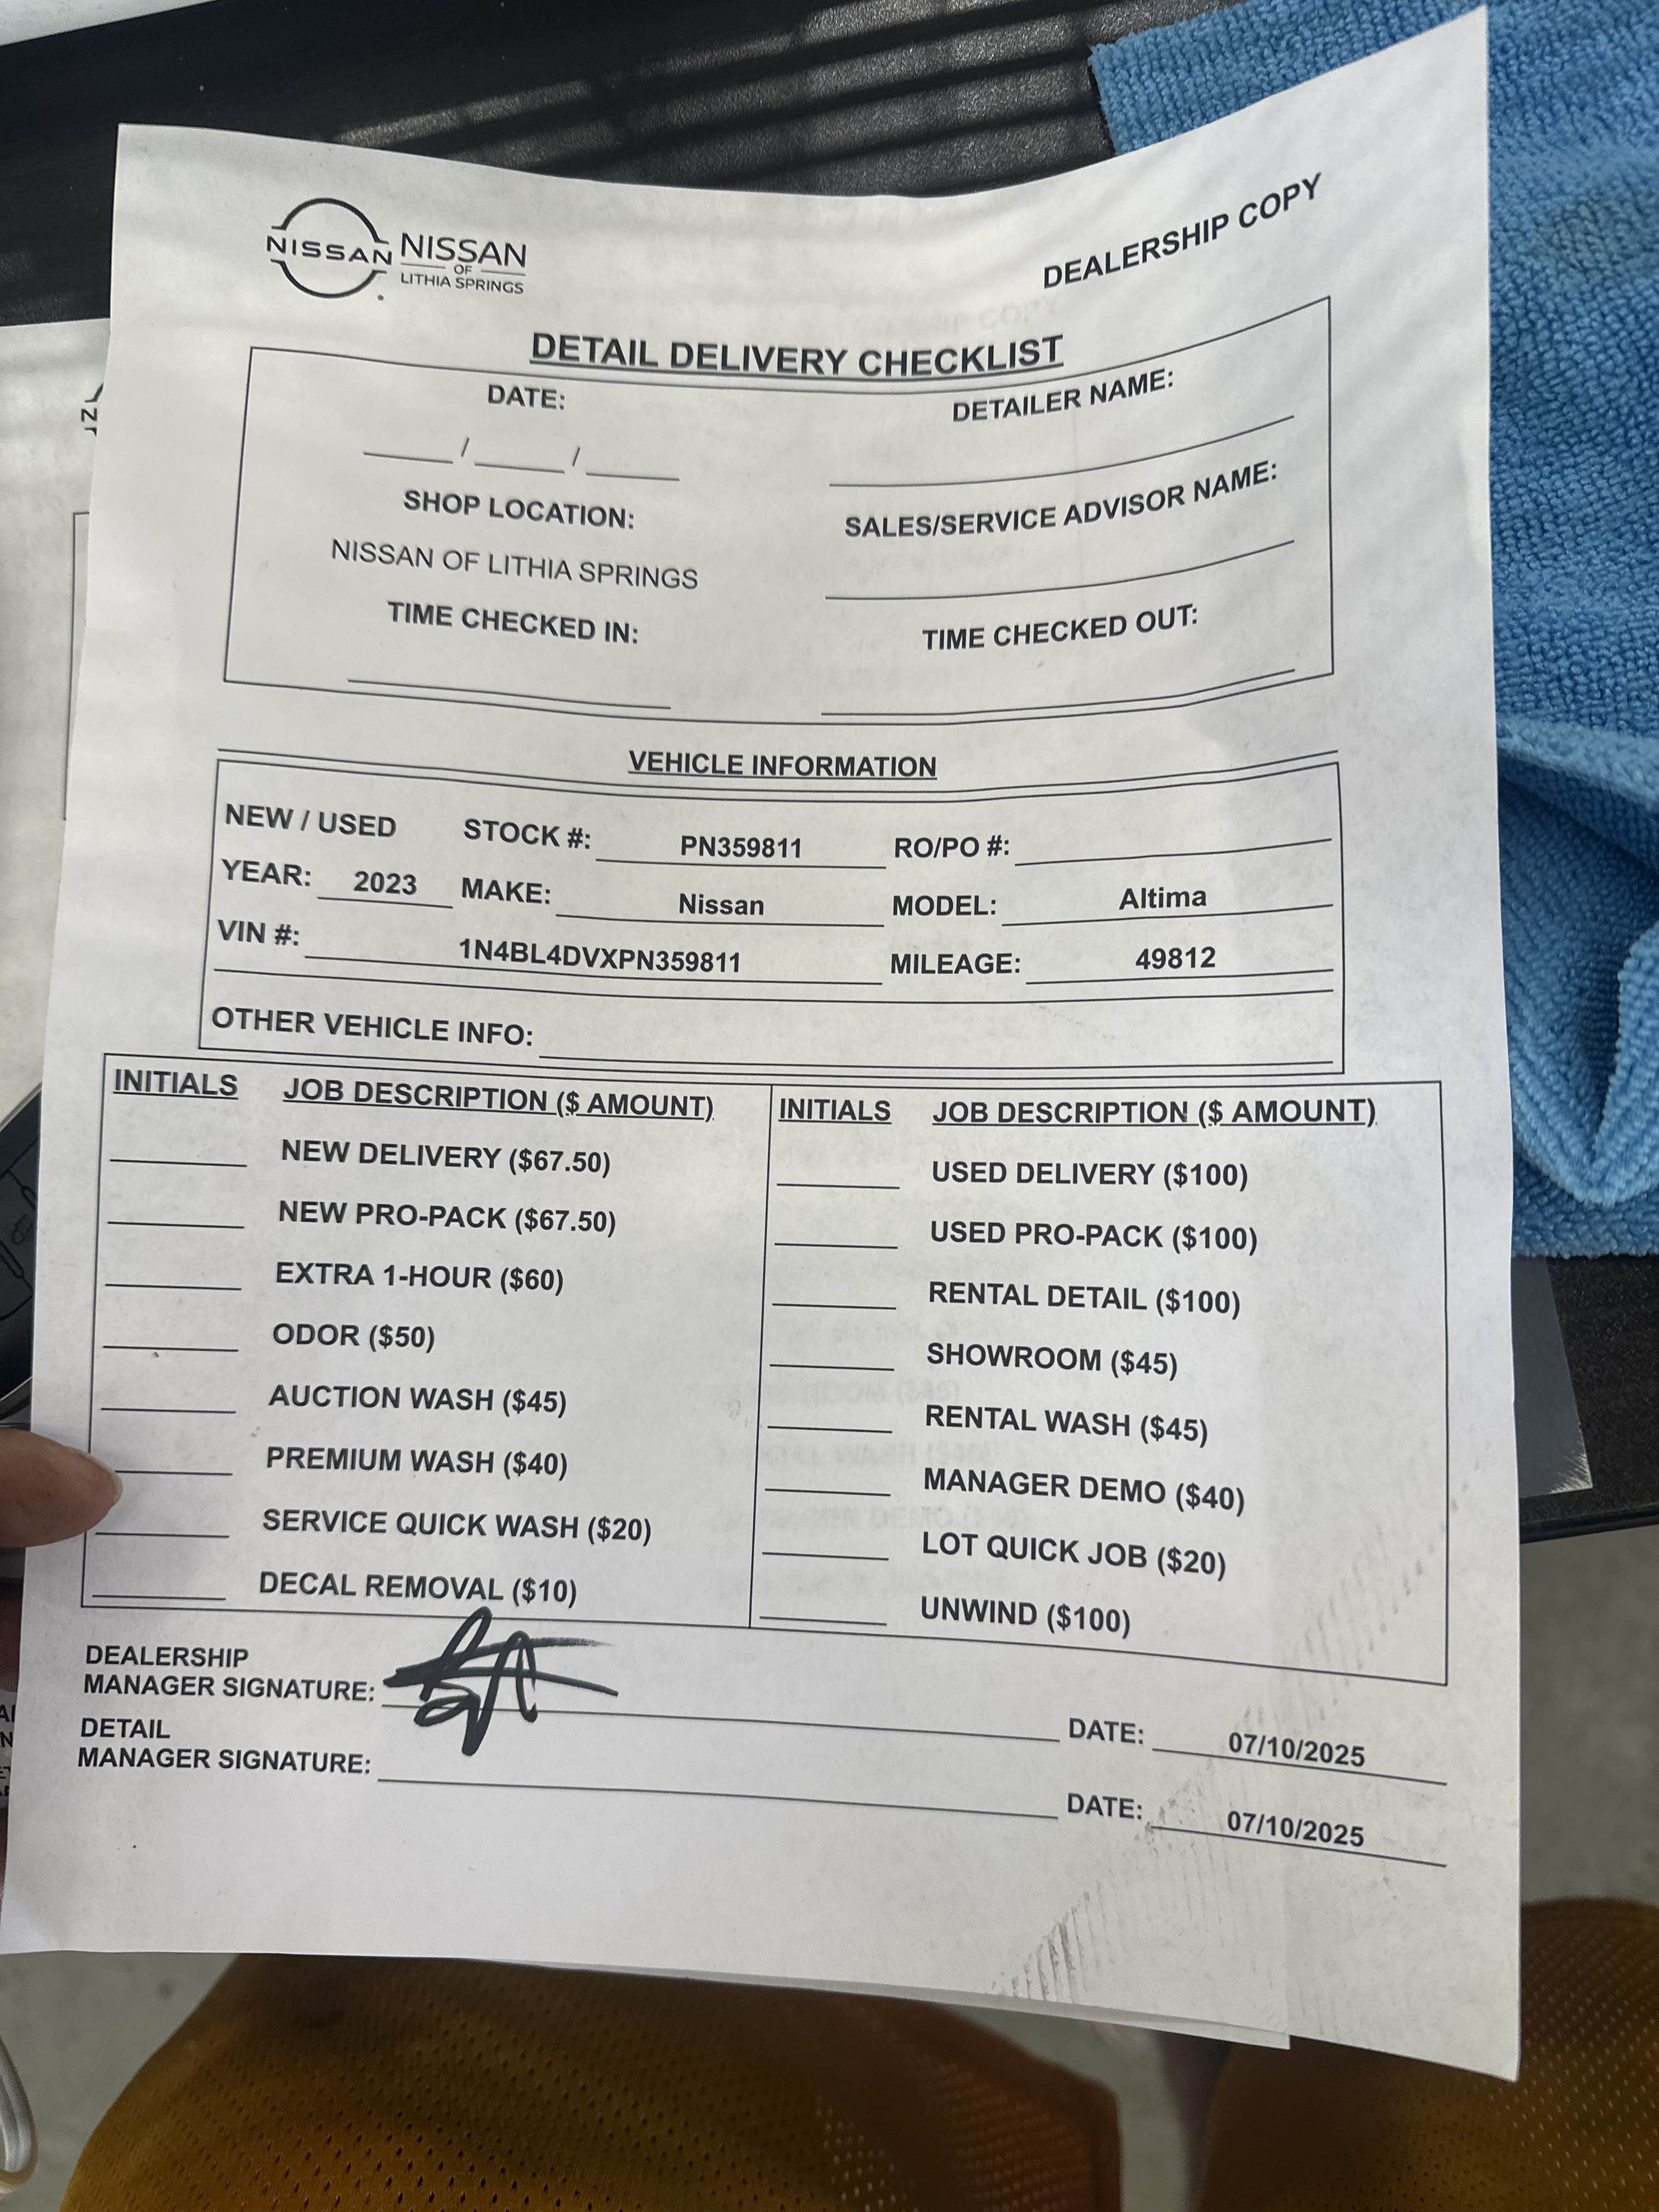 DEALERSHIP COPY
NISSAN NISSAN
OF
LITHIA SPRINGS
DETAIL DELIVERY CHECKLIST
DATE: DETAILER NAME:
____/____/____
SHOP LOCATION: SALES/SERVICE ADVISOR NAME:
NISSAN OF LITHIA SPRINGS
TIME CHECKED IN: TIME CHECKED OUT:
VEHICLE INFORMATION
NEW / USED STOCK #: PN359811 RO/PO #:
YEAR: 2023 MAKE: Nissan MODEL: Altima
VIN #: 1N4BL4DVXPN359811 MILEAGE: 49812
OTHER VEHICLE INFO:
INITIALS JOB DESCRIPTION ($ AMOUNT) INITIALS JOB DESCRIPTION ($ AMOUNT)
NEW DELIVERY ($67.50) USED DELIVERY ($100)
NEW PRO-PACK ($67.50) USED PRO-PACK ($100)
EXTRA 1-HOUR ($60) RENTAL DETAIL ($100)
ODOR ($50) SHOWROOM ($45)
AUCTION WASH ($45) RENTAL WASH ($45)
PREMIUM WASH ($40) MANAGER DEMO ($40)
SERVICE QUICK WASH ($20) LOT QUICK JOB ($20)
DECAL REMOVAL ($10) UNWIND ($100)
DEALERSHIP
MANAGER SIGNATURE: DATE: 07/10/2025
DETAIL
MANAGER SIGNATURE: DATE: 07/10/2025